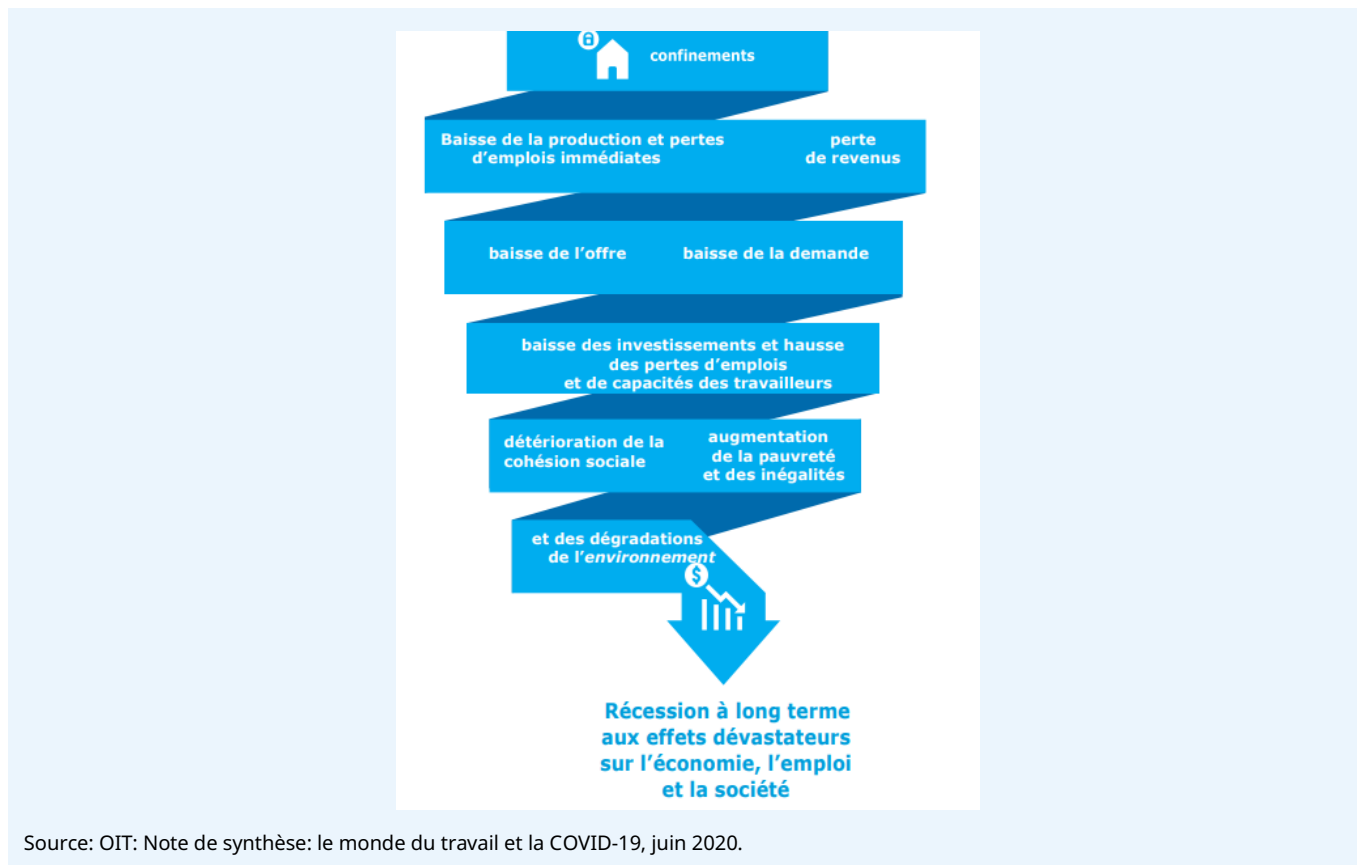 confinements
Baisse de la production et pertes
d'emplois immédiates
perte
de revenus
baisse de l'offre
baisse de la demande
baisse des investissements et hausse
des pertes d'emplois
et de capacités des travailleurs
détérioration de la
cohésion sociale
augmentation
de la pauvreté
et des inégalités
et des dégradations
de l'environnement
$
Récession à long terme
aux effets dévastateurs
sur l'économie, l'emploi
et la société
Source: OIT: Note de synthèse: le monde du travail et la COVID-19, juin 2020.